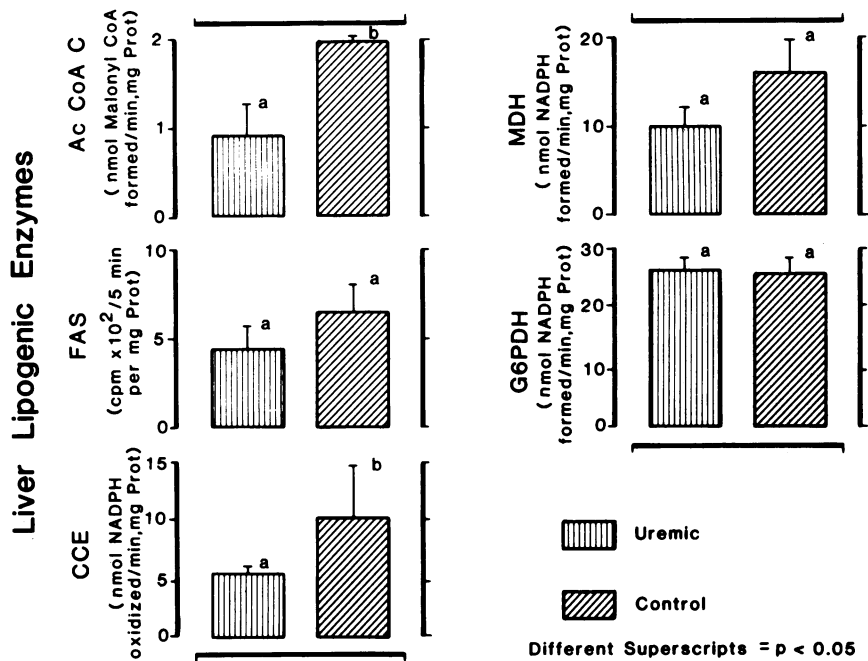 Liver Lipogenic Enzymes
Ac CoA C
( nmol Malonyl CoA
formed/min,mg Prot)
2
1
0
a
b
FAS
(cpm x10²/5 min
per mg Prot)
10
5
0
a
a
CCE
( nmol NADPH
oxidized/min,mg Prot)
15
10
5
0
a
b
MDH
( nmol NADPH
formed/min,mg Prot)
20
10
0
a
a
G6PDH
( nmol NADPH
formed/min,mg Prot)
30
20
10
0
a
a
Uremic
Control
Different Superscripts = p < 0.05